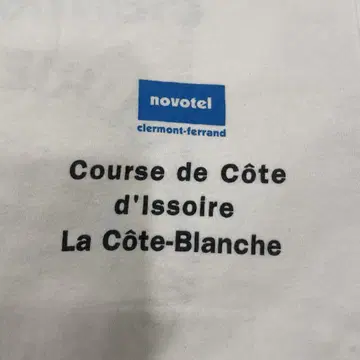 novotel
clermont-ferrand
Course de Côte
d'Issoire
La Côte-Blanche